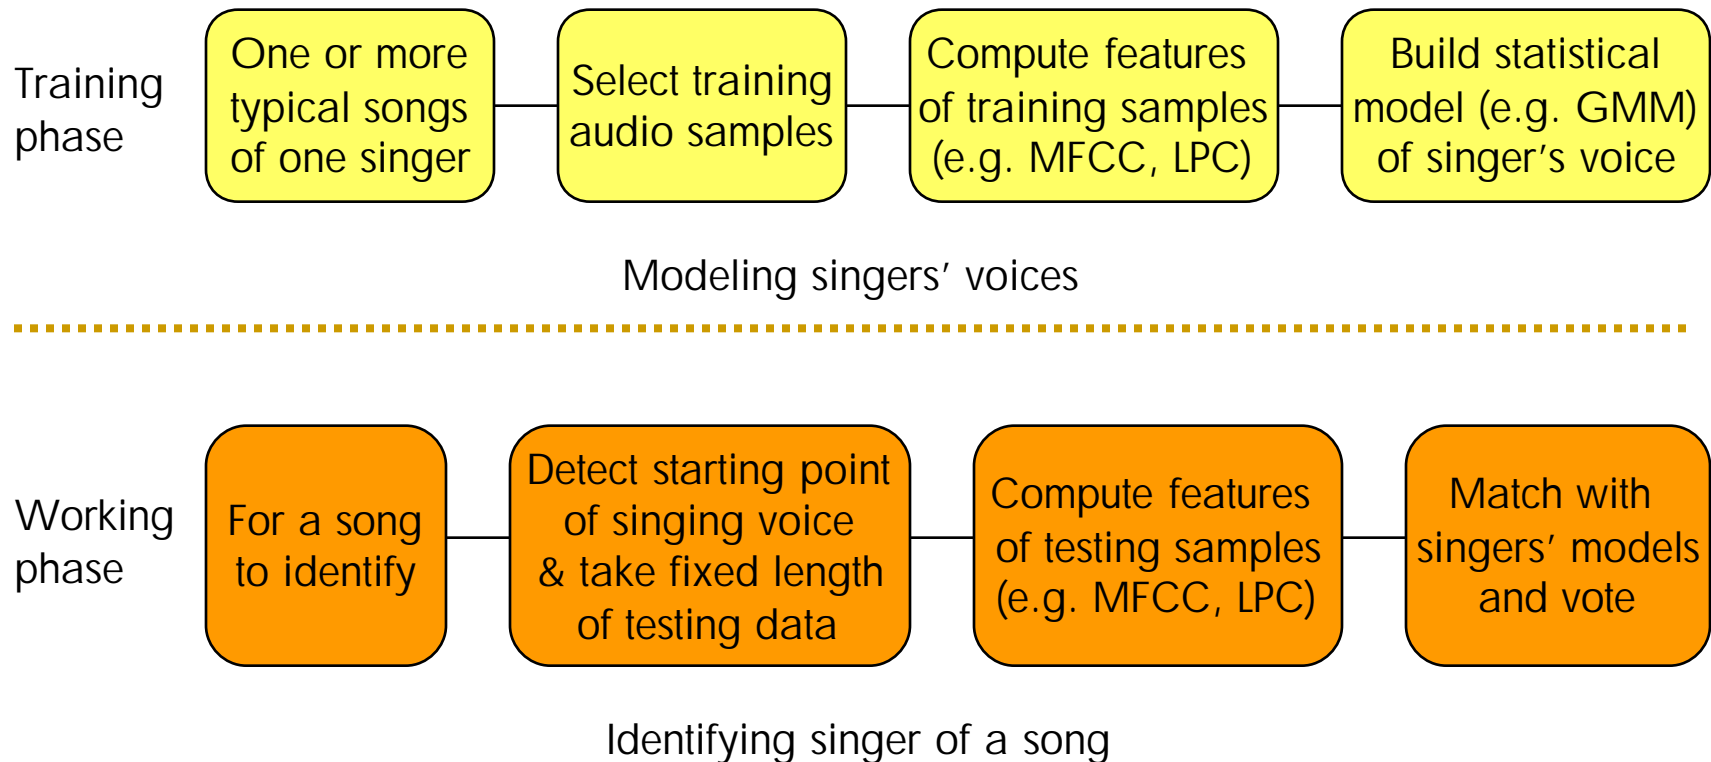 Training
phase
One or more
typical songs
of one singer
Select training
audio samples
Compute features
of training samples
(e.g. MFCC, LPC)
Build statistical
model (e.g. GMM)
of singer's voice
Modeling singers' voices
Working
phase
For a song
to identify
Detect starting point
of singing voice
& take fixed length
of testing data
Compute features
of testing samples
(e.g. MFCC, LPC)
Match with
singers' models
and vote
Identifying singer of a song